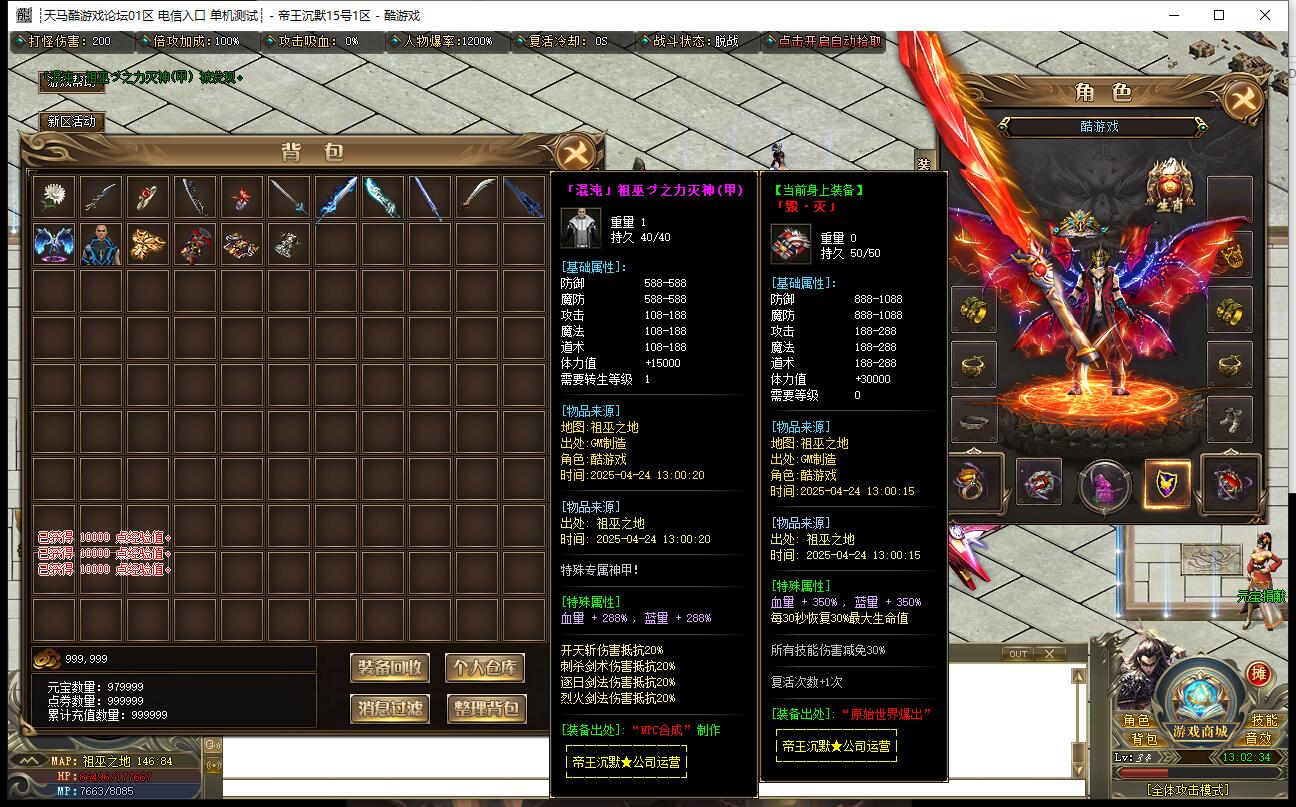 天马酷游戏论坛01区 电信入口 单机测试 - 帝王沉默15号1区 - 酷游戏
打怪伤害: 200 倍攻加成:100% 攻击吸血: 0% 人物爆率:1200% 复活冷却: 0S 战斗状态:脱战 点击开启自动拾取
「混沌」祖巫づ之力灭神(甲) 被发现。
新区活动
背 包
角 色
酷游戏
生肖
装
「混沌」祖巫づ之力灭神(甲)
重量 1
持久 40/40
[基础属性]:
防御 588-588
魔防 588-588
攻击 108-188
魔法 108-188
道术 108-188
体力值 +15000
需要转生等级 1
[物品来源]
地图:祖巫之地
出处:GM制造
角色:酷游戏
时间:2025-04-24 13:00:20
[物品来源]
出处: 祖巫之地
时间: 2025-04-24 13:00:20
特殊专属神甲!
[特殊属性]
血量 + 288% , 蓝量 + 288%
开天斩伤害抵抗20%
刺杀剑术伤害抵抗20%
逐日剑法伤害抵抗20%
烈火剑法伤害抵抗20%
[装备出处]: “NPC合成” 制作
帝王沉默★公司运营
【当前身上装备】
「毁·灭」
重量 0
持久 50/50
[基础属性]:
防御 888-1088
魔防 888-1088
攻击 188-288
魔法 188-288
道术 188-288
体力值 +30000
需要等级 0
[物品来源]
地图:祖巫之地
出处:GM制造
角色:酷游戏
时间:2025-04-24 13:00:15
[物品来源]
出处: 祖巫之地
时间: 2025-04-24 13:00:15
[特殊属性]
血量 + 350% , 蓝量 + 350%
每30秒恢复30%最大生命值
所有技能伤害减免30%
复活次数+1次
[装备出处]: “原始世界爆出”
帝王沉默★公司运营
已获得 10000 点经验值。
已获得 10000 点经验值。
已获得 10000 点经验值。
999,999
元宝数量: 979999
点券数量: 999999
累计充值数量: 999999
装备回收 个人仓库
消息过滤 整理背包
MAP: 祖巫之地 146:84
HP: 86496/177667
MP: 7663/8085
OUT X
元宝捐献
摊
角色 技能
背包 游戏商城 音效
Lv: 34 13:02:34
[全体攻击模式]